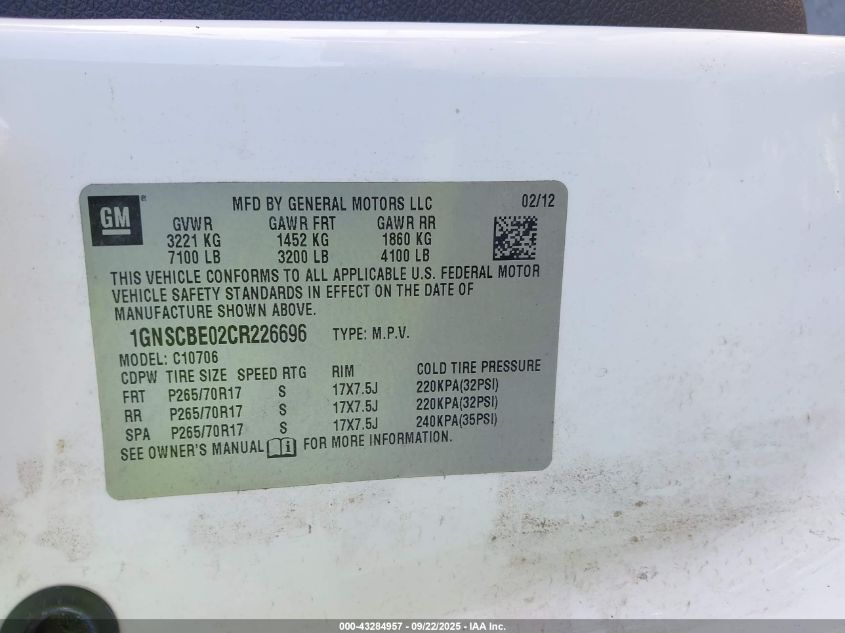 GM
MFD BY GENERAL MOTORS LLC 02/12
GVWR GAWR FRT GAWR RR
3221 KG 1452 KG 1860 KG
7100 LB 3200 LB 4100 LB
THIS VEHICLE CONFORMS TO ALL APPLICABLE U.S. FEDERAL MOTOR
VEHICLE SAFETY STANDARDS IN EFFECT ON THE DATE OF
MANUFACTURE SHOWN ABOVE.
1GNSCBE02CR226696 TYPE: M.P.V.
MODEL: C10706
CDPW TIRE SIZE SPEED RTG RIM COLD TIRE PRESSURE
FRT P265/70R17 S 17X7.5J 220KPA(32PSI)
RR P265/70R17 S 17X7.5J 220KPA(32PSI)
SPA P265/70R17 S 17X7.5J 240KPA(35PSI)
SEE OWNER'S MANUAL FOR MORE INFORMATION.
000-43284957 - 09/22/2025 - IAA Inc.